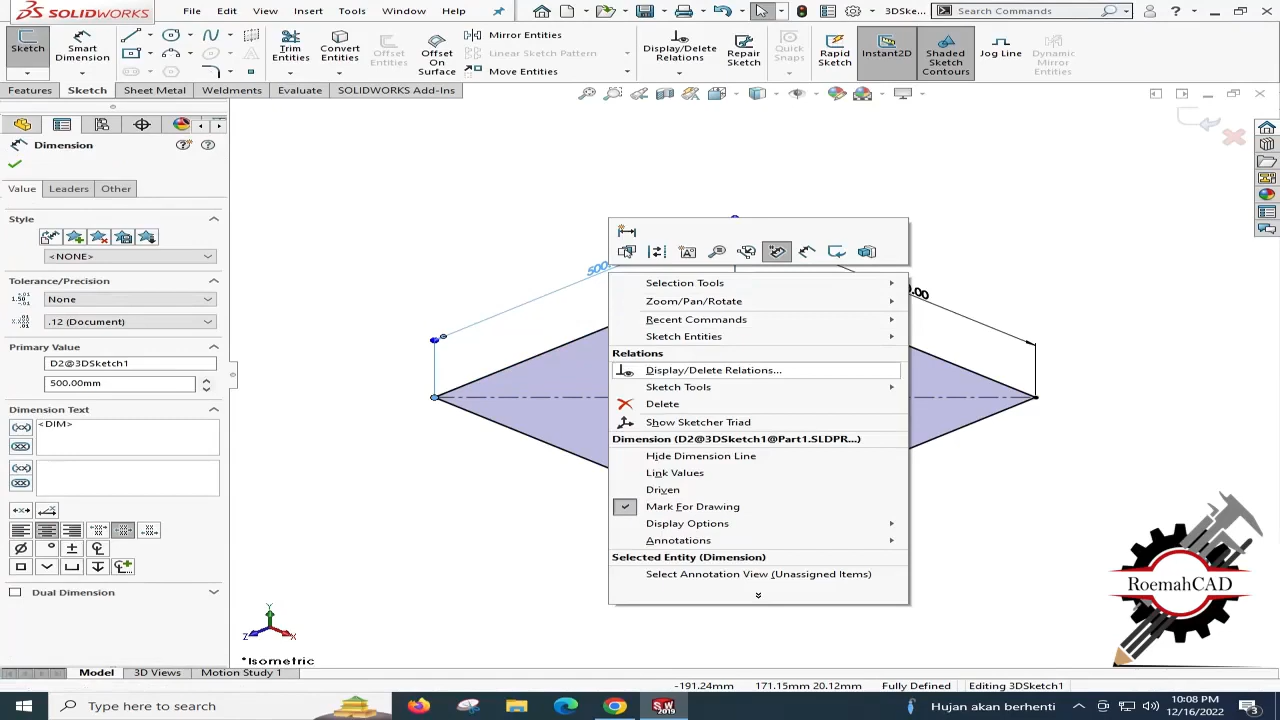 SOLIDWORKS
File
Edit
View
Insert
Tools
Window
Help
3DSke...
Search Commands
Sketch
Smart Dimension
Trim Entities
Convert Entities
Offset Entities
Offset On Surface
Mirror Entities
Linear Sketch Pattern
Move Entities
Display/Delete Relations
Repair Sketch
Quick Snaps
Rapid Sketch
Instant2D
Shaded Sketch Contours
Jog Line
Dynamic Mirror Entities
Features
Sketch
Sheet Metal
Weldments
Evaluate
SOLIDWORKS Add-Ins
Dimension
Value
Leaders
Other
Style
<NONE>
Tolerance/Precision
None
.12 (Document)
Primary Value
D2@3DSketch1
500.00mm
Dimension Text
<DIM>
Dual Dimension
Selection Tools
Zoom/Pan/Rotate
Recent Commands
Sketch Entities
Relations
Display/Delete Relations...
Sketch Tools
Delete
Show Sketcher Triad
Dimension (D2@3DSketch1@Part1.SLDPR...)
Hide Dimension Line
Link Values
Driven
Mark For Drawing
Display Options
Annotations
Selected Entity (Dimension)
Select Annotation View (Unassigned Items)
RoemahCAD
Z
Y
X
*Isometric
Model
3D Views
Motion Study 1
-191.24mm
171.15mm 20.12mm
Fully Defined
Editing 3DSketch1
Type here to search
Hujan akan berhenti
10:08 PM
12/16/2022